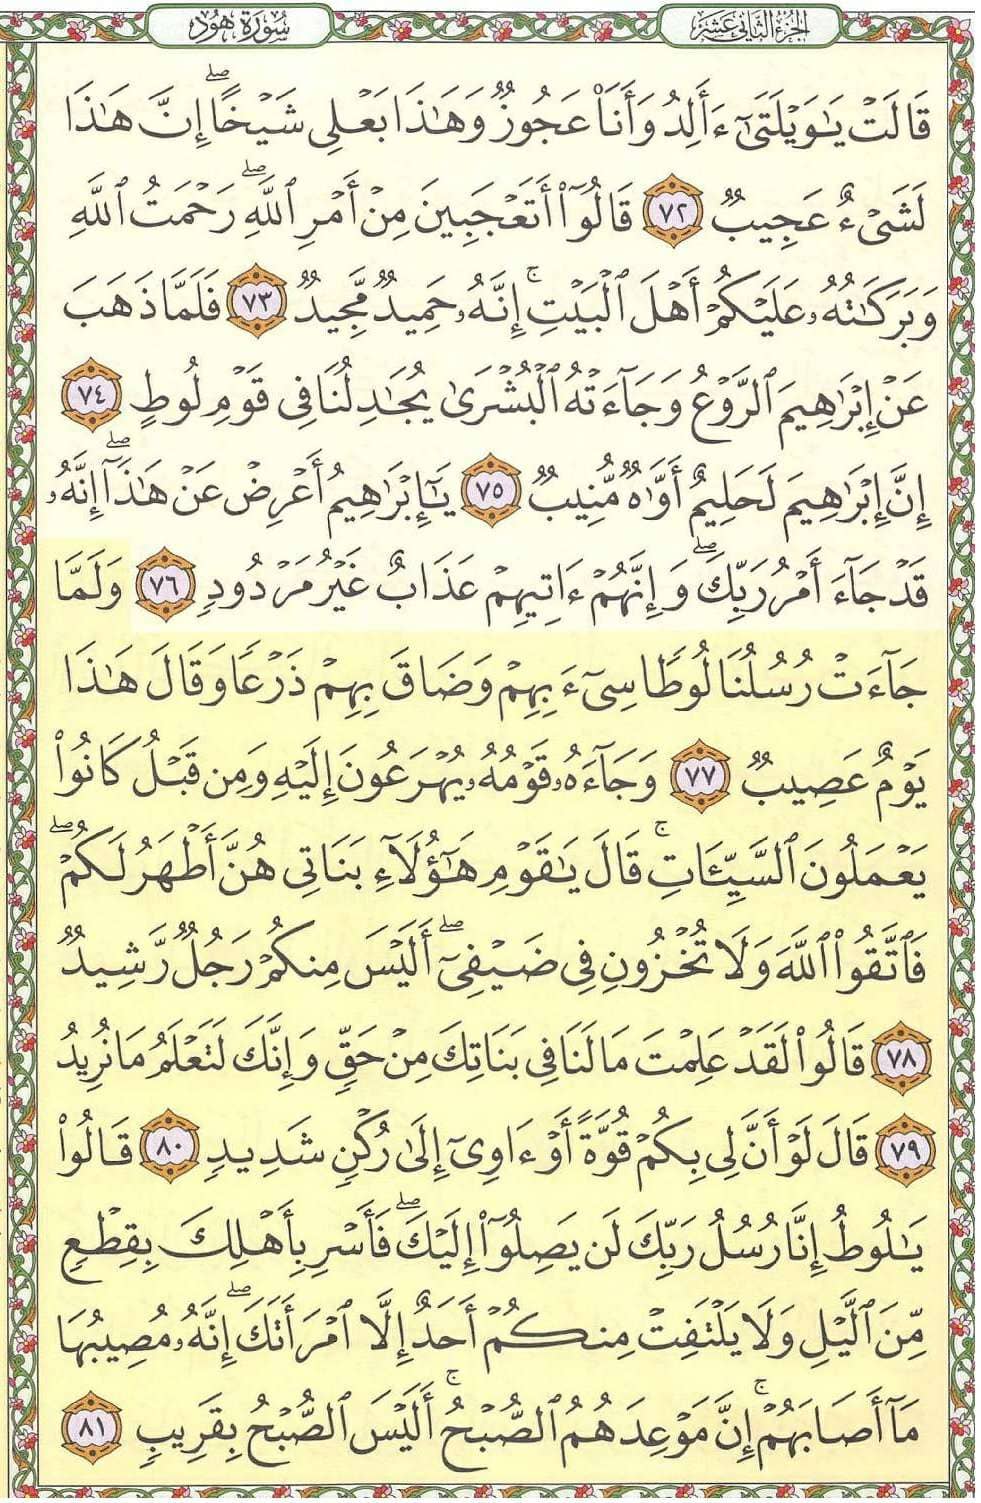 الجزء الثاني عشر
سورة هود
قَالَتْ يَٰوَيْلَتَىٰٓ ءَأَلِدُ وَأَنَا۠ عَجُوزٌ وَهَٰذَا بَعْلِى شَيْخًا ۖ إِنَّ هَٰذَا
لَشَىْءٌ عَجِيبٌ ٧٢ قَالُوٓا۟ أَتَعْجَبِينَ مِنْ أَمْرِ ٱللَّهِ ۖ رَحْمَتُ ٱللَّهِ
وَبَرَكَٰتُهُۥ عَلَيْكُمْ أَهْلَ ٱلْبَيْتِ ۚ إِنَّهُۥ حَمِيدٌ مَّجِيدٌ ٧٣ فَلَمَّا ذَهَبَ
عَنْ إِبْرَٰهِيمَ ٱلرَّوْعُ وَجَآءَتْهُ ٱلْبُشْرَىٰ يُجَٰدِلُنَا فِى قَوْمِ لُوطٍ ٧٤
إِنَّ إِبْرَٰهِيمَ لَحَلِيمٌ أَوَّٰهٌ مُّنِيبٌ ٧٥ يَٰٓإِبْرَٰهِيمُ أَعْرِضْ عَنْ هَٰذَآ ۖ إِنَّهُۥ
قَدْ جَآءَ أَمْرُ رَبِّكَ ۖ وَإِنَّهُمْ ءَاتِيهِمْ عَذَابٌ غَيْرُ مَرْدُودٍ ٧٦ وَلَمَّا
جَآءَتْ رُسُلُنَا لُوطًا سِىٓءَ بِهِمْ وَضَاقَ بِهِمْ ذَرْعًا وَقَالَ هَٰذَا
يَوْمٌ عَصِيبٌ ٧٧ وَجَآءَهُۥ قَوْمُهُۥ يُهْرَعُونَ إِلَيْهِ وَمِن قَبْلُ كَانُوا۟
يَعْمَلُونَ ٱلسَّيِّـَٔاتِ ۚ قَالَ يَٰقَوْمِ هَٰٓؤُلَآءِ بَنَاتِى هُنَّ أَطْهَرُ لَكُمْ ۖ
فَٱتَّقُوا۟ ٱللَّهَ وَلَا تُخْزُونِ فِى ضَيْفِىٓ ۖ أَلَيْسَ مِنكُمْ رَجُلٌ رَّشِيدٌ
٧٨ قَالُوا۟ لَقَدْ عَلِمْتَ مَا لَنَا فِى بَنَاتِكَ مِنْ حَقٍّ وَإِنَّكَ لَتَعْلَمُ مَا نُرِيدُ
٧٩ قَالَ لَوْ أَنَّ لِى بِكُمْ قُوَّةً أَوْ ءَاوِىٓ إِلَىٰ رُكْنٍ شَدِيدٍ ٨٠ قَالُوا۟
يَٰلُوطُ إِنَّا رُسُلُ رَبِّكَ لَن يَصِلُوٓا۟ إِلَيْكَ ۖ فَأَسْرِ بِأَهْلِكَ بِقِطْعٍ
مِّنَ ٱلَّيْلِ وَلَا يَلْتَفِتْ مِنكُمْ أَحَدٌ إِلَّا ٱمْرَأَتَكَ ۖ إِنَّهُۥ مُصِيبُهَا
مَآ أَصَابَهُمْ ۚ إِنَّ مَوْعِدَهُمُ ٱلصُّبْحُ ۚ أَلَيْسَ ٱلصُّبْحُ بِقَرِيبٍ ٨١